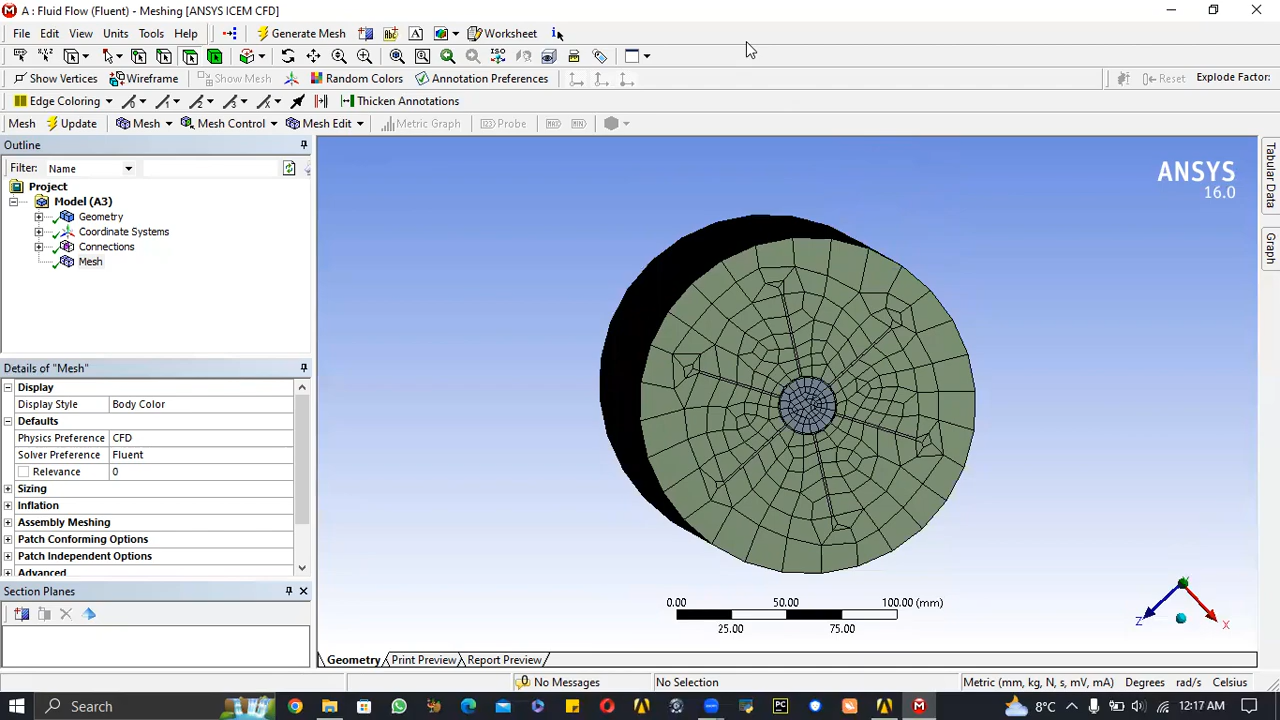 A : Fluid Flow (Fluent) - Meshing [ANSYS ICEM CFD]
File Edit View Units Tools Help Generate Mesh Worksheet
Show Vertices Wireframe Show Mesh Random Colors Annotation Preferences Reset Explode Factor:
Edge Coloring Thicken Annotations
Mesh Update Mesh Mesh Control Mesh Edit Metric Graph Probe MAX MIN
Outline
Filter: Name
Project
Model (A3)
Geometry
Coordinate Systems
Connections
Mesh
Details of "Mesh"
Display
Display Style Body Color
Defaults
Physics Preference CFD
Solver Preference Fluent
Relevance 0
Sizing
Inflation
Assembly Meshing
Patch Conforming Options
Patch Independent Options
Advanced
Section Planes
ANSYS
16.0
0.00 50.00 100.00 (mm)
25.00 75.00
Z X
Tabular Data
Graph
Geometry Print Preview Report Preview
No Messages No Selection Metric (mm, kg, N, s, mV, mA) Degrees rad/s Celsius
Search 8°C 12:17 AM